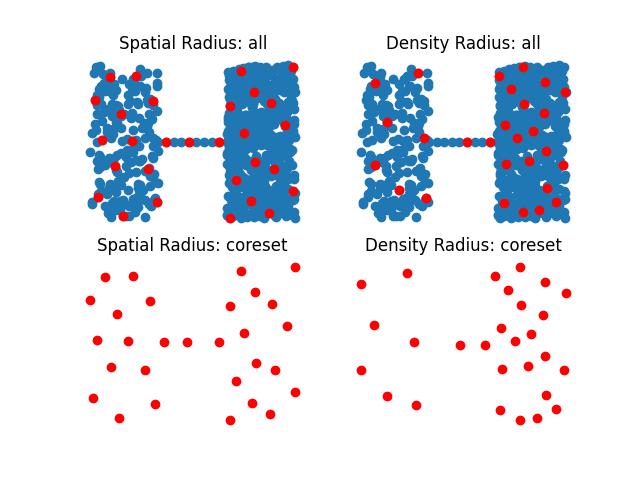 Spatial Radius: all
Density Radius: all
Spatial Radius: coreset
Density Radius: coreset